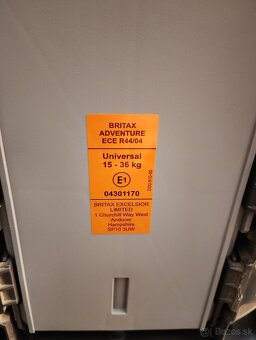 BRITAX
ADVENTURE
ECE R44/04
Universal
15 - 36 kg
E1
04301170
BRITAX EXCELSIOR
LIMITED
1 Churchill Way West
Andover
Hampshire
SP10 3UW
Bazos.sk